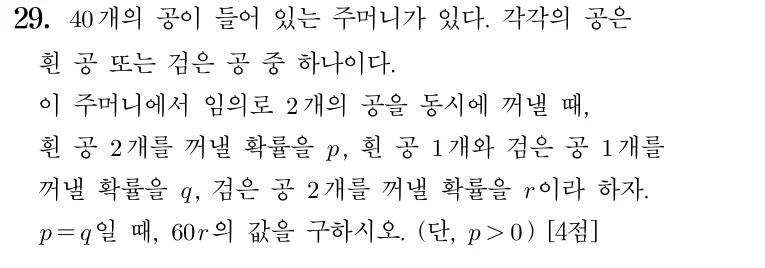 29. 40개의 공이 들어 있는 주머니가 있다. 각각의 공은
흰 공 또는 검은 공 중 하나이다.
이 주머니에서 임의로 2개의 공을 동시에 꺼낼 때,
흰 공 2개를 꺼낼 확률을 p, 흰 공 1개와 검은 공 1개를
꺼낼 확률을 q, 검은 공 2개를 꺼낼 확률을 r이라 하자.
p=q일 때, 60r의 값을 구하시오. (단, p>0) [4점]